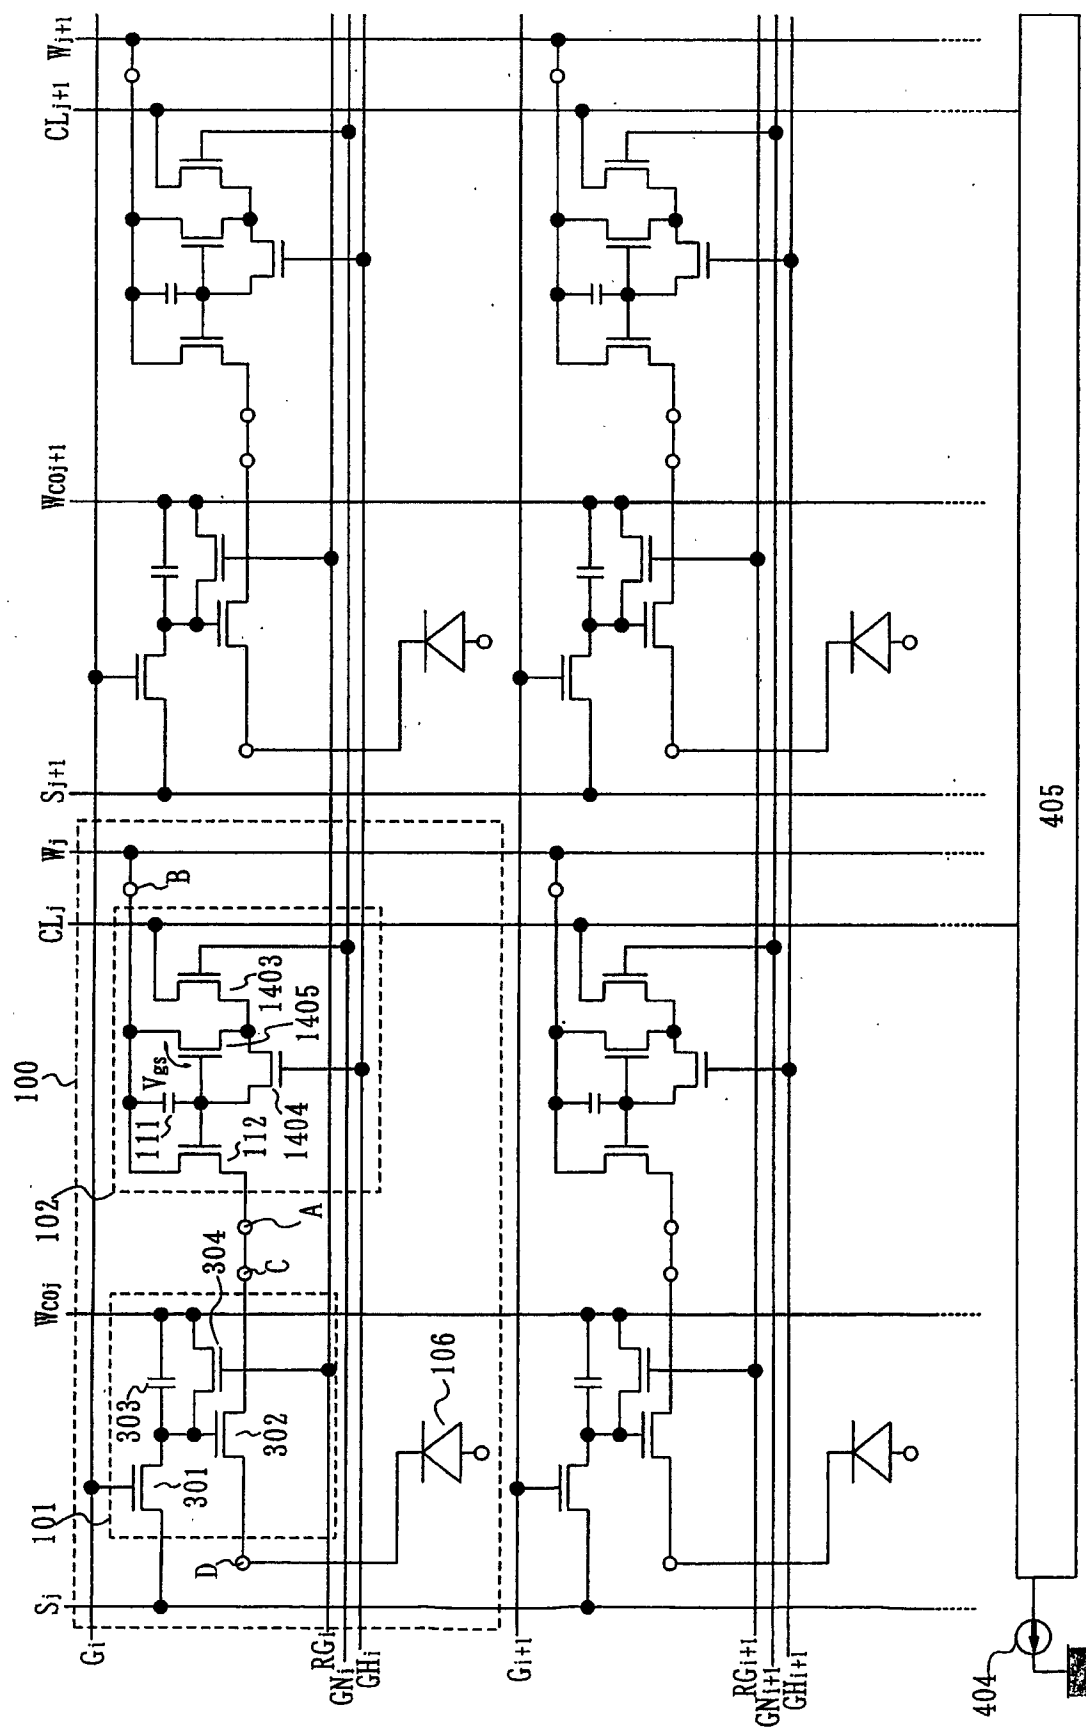 Gi
RGi
GNi
GHi
Gi+1
RGi+1
GNi+1
GHi+1
Sj
Wcoj
CLj
Wj
Sj+1
Wcoj+1
CLj+1
Wj+1
100
101
102
301
302
303
304
106
111
112
Vgs
1403
1404
1405
A
B
C
D
404
405